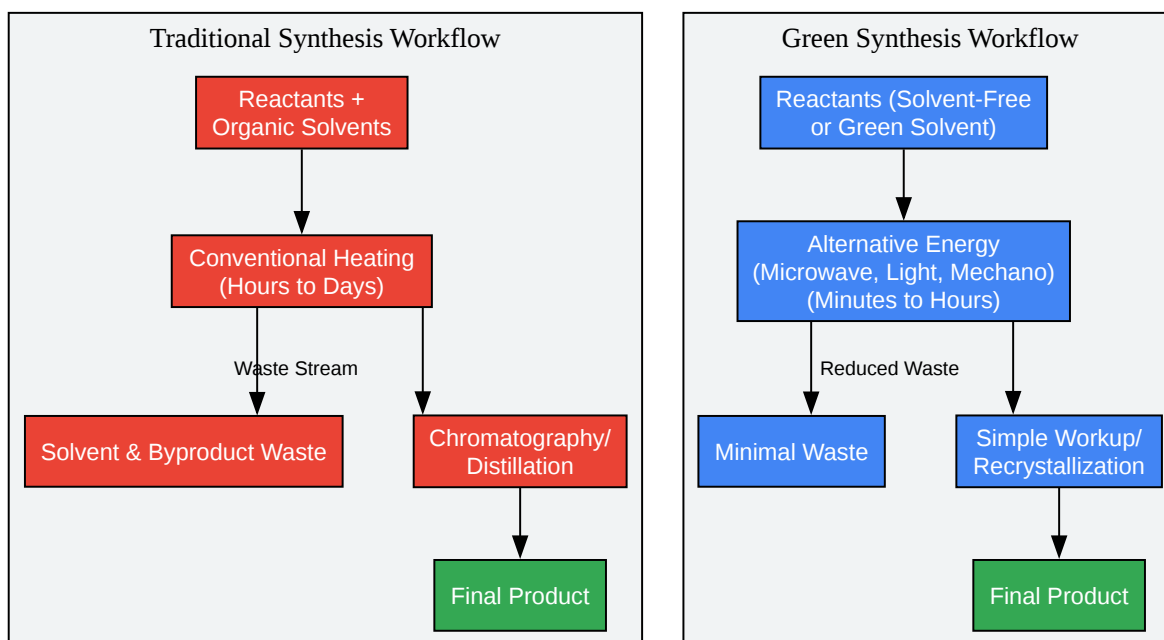 Traditional Synthesis Workflow
Reactants +
Organic Solvents
Conventional Heating
(Hours to Days)
Waste Stream
Solvent & Byproduct Waste
Chromatography/
Distillation
Final Product
Green Synthesis Workflow
Reactants (Solvent-Free
or Green Solvent)
Alternative Energy
(Microwave, Light, Mechano)
(Minutes to Hours)
Reduced Waste
Minimal Waste
Simple Workup/
Recrystallization
Final Product